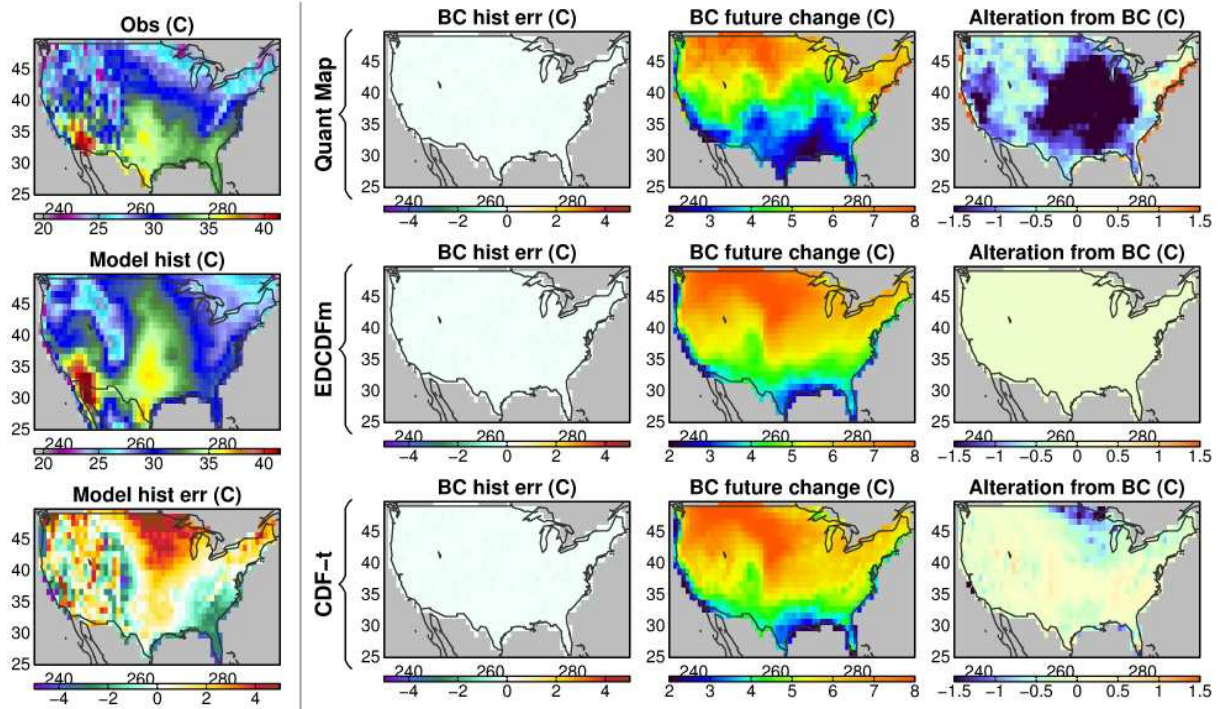 Obs (C)
45
40
35
30
25
240 260 280
20 25 30 35 40
Model hist (C)
45
40
35
30
25
240 260 280
20 25 30 35 40
Model hist err (C)
45
40
35
30
25
240 260 280
−4 −2 0 2 4
Quant Map
BC hist err (C)
45
40
35
30
25
240 260 280
−4 −2 0 2 4
BC future change (C)
45
40
35
30
25
240 260 280
2 3 4 5 6 7 8
Alteration from BC (C)
45
40
35
30
25
240 260 280
−1.5 −1 −0.5 0 0.5 1 1.5
EDCDFm
BC hist err (C)
45
40
35
30
25
240 260 280
−4 −2 0 2 4
BC future change (C)
45
40
35
30
25
240 260 280
2 3 4 5 6 7 8
Alteration from BC (C)
45
40
35
30
25
240 260 280
−1.5 −1 −0.5 0 0.5 1 1.5
CDF−t
BC hist err (C)
45
40
35
30
25
240 260 280
−4 −2 0 2 4
BC future change (C)
45
40
35
30
25
240 260 280
2 3 4 5 6 7 8
Alteration from BC (C)
45
40
35
30
25
240 260 280
−1.5 −1 −0.5 0 0.5 1 1.5